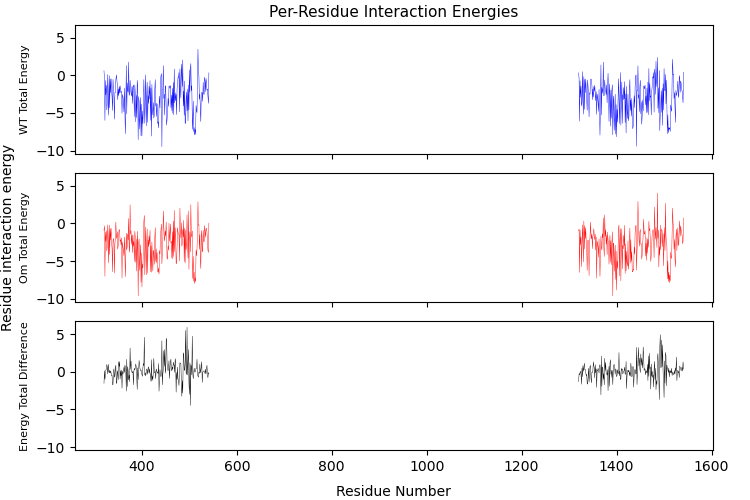 Per-Residue Interaction Energies
Residue interaction energy
WT Total Energy
5
0
−5
−10
Om Total Energy
5
0
−5
−10
Energy Total Difference
5
0
−5
−10
400 600 800 1000 1200 1400 1600
Residue Number